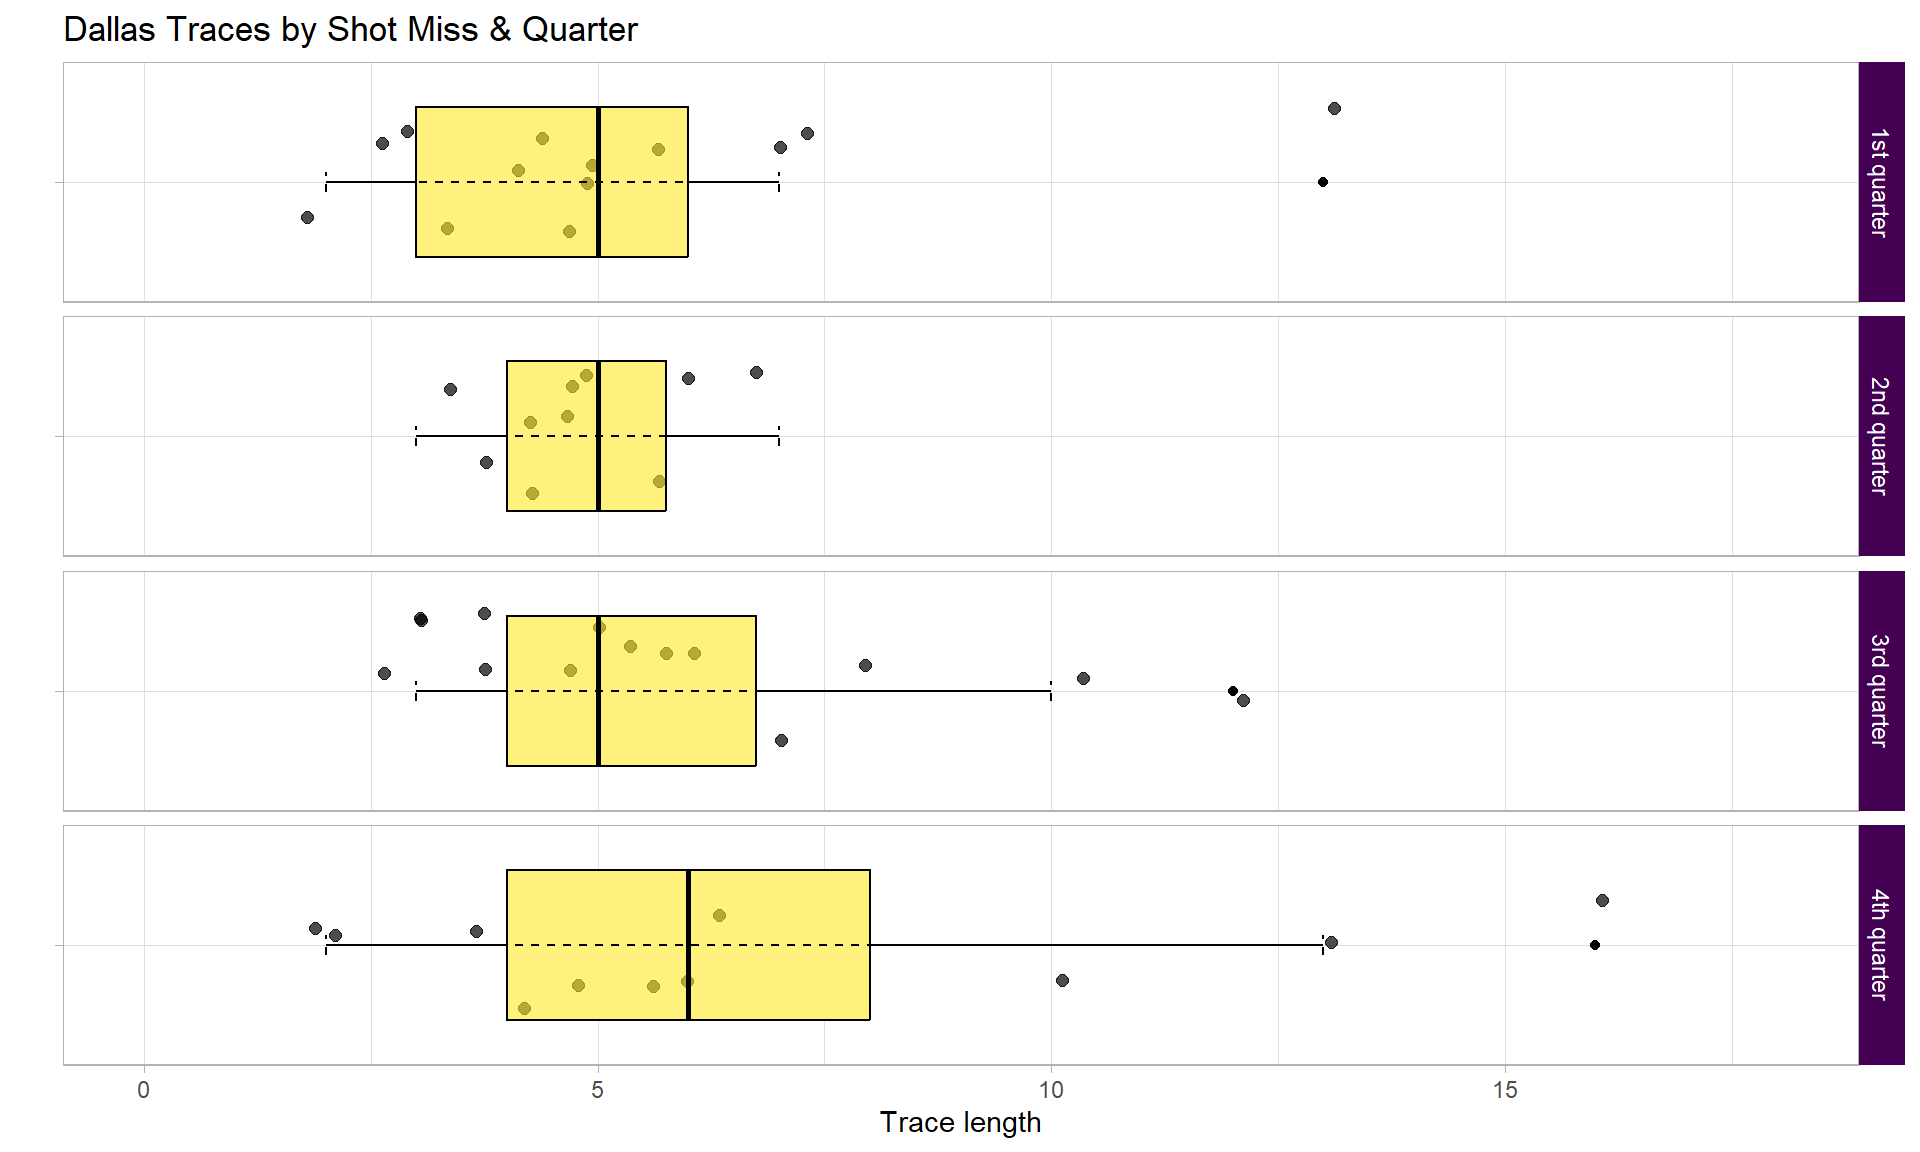 Dallas Traces by Shot Miss & Quarter
1st quarter
2nd quarter
3rd quarter
4th quarter
0 5 10 15
Trace length